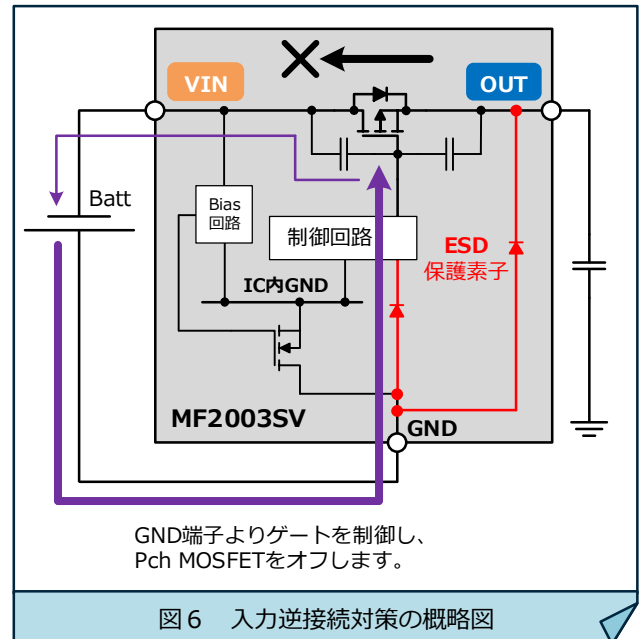 VIN
OUT
Batt
Bias
回路
制御回路
ESD
保護素子
IC内GND
MF2003SV
GND
GND端子よりゲートを制御し、
Pch MOSFETをオフします。
図6 入力逆接続対策の概略図